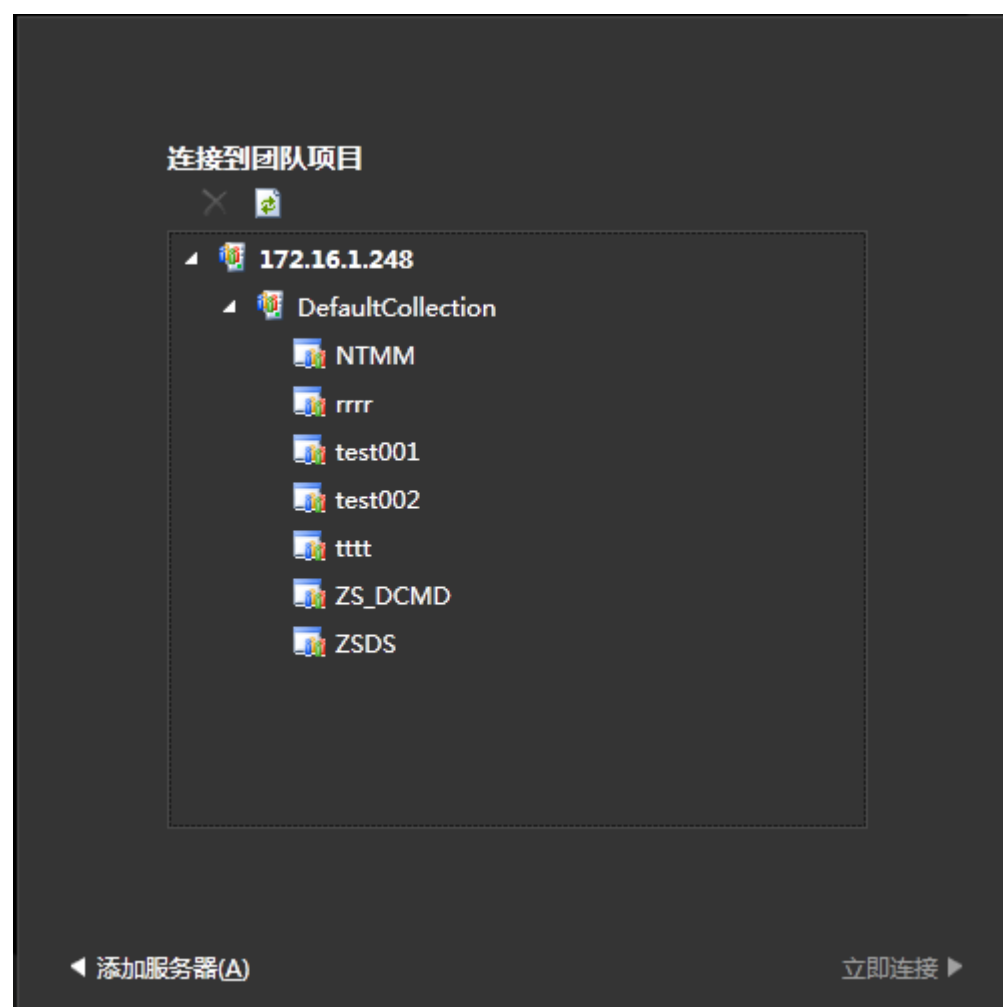 连接到团队项目
172.16.1.248
DefaultCollection
NTMM
rrrr
test001
test002
tttt
ZS_DCMD
ZSDS
添加服务器(A)
立即连接